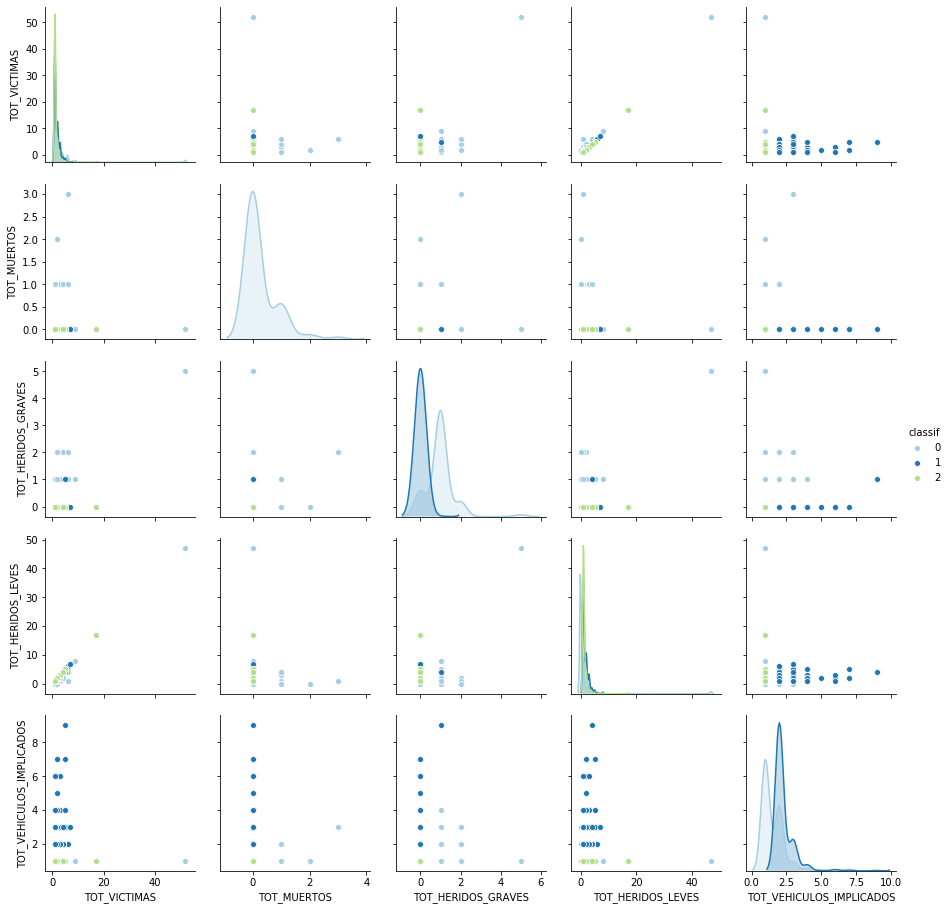 50
40
30
20
10
0
TOT_VICTIMAS
3.0
2.5
2.0
1.5
1.0
0.5
0.0
TOT_MUERTOS
5
4
3
2
1
0
TOT_HERIDOS_GRAVES
classif
0
1
2
50
40
30
20
10
0
TOT_HERIDOS_LEVES
8
6
4
2
TOT_VEHICULOS_IMPLICADOS
0 20 40
0 2 4
0 2 4 6
0 20 40
0.0 2.5 5.0 7.5 10.0
TOT_VICTIMAS TOT_MUERTOS TOT_HERIDOS_GRAVES TOT_HERIDOS_LEVES TOT_VEHICULOS_IMPLICADOS